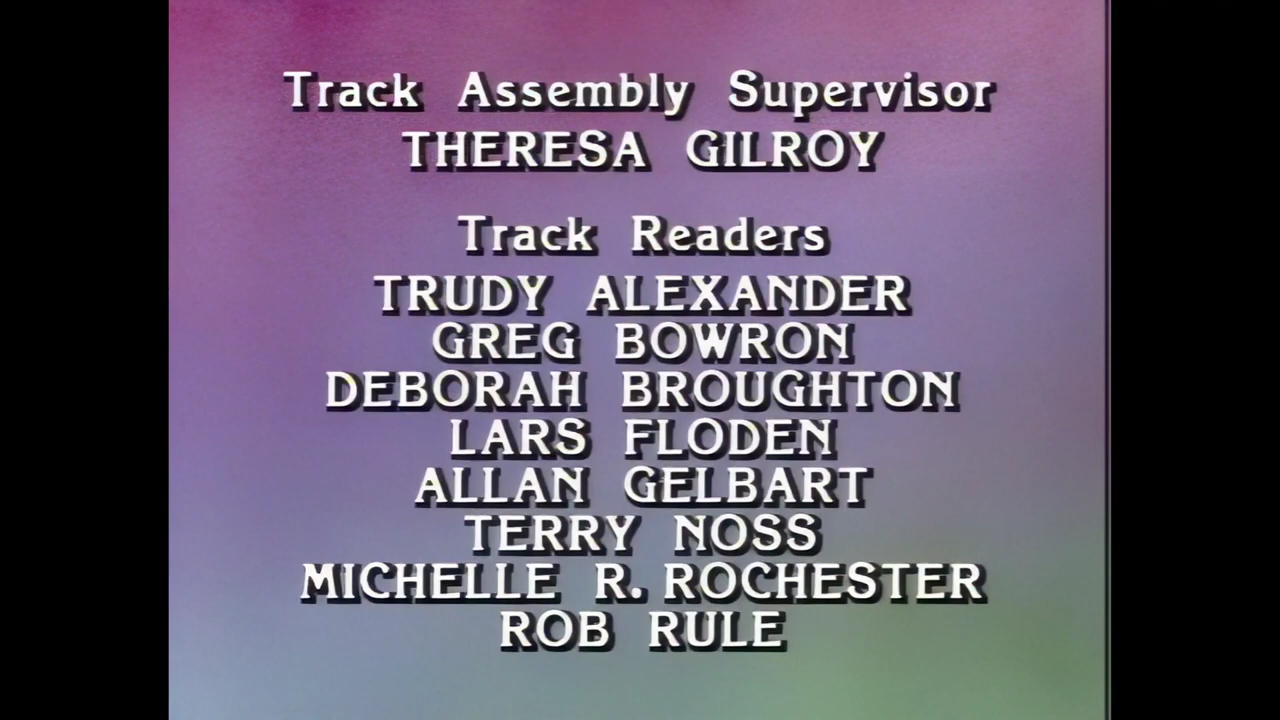 Track Assembly Supervisor
THERESA GILROY
Track Readers
TRUDY ALEXANDER
GREG BOWRON
DEBORAH BROUGHTON
LARS FLODEN
ALLAN GELBART
TERRY NOSS
MICHELLE R. ROCHESTER
ROB RULE